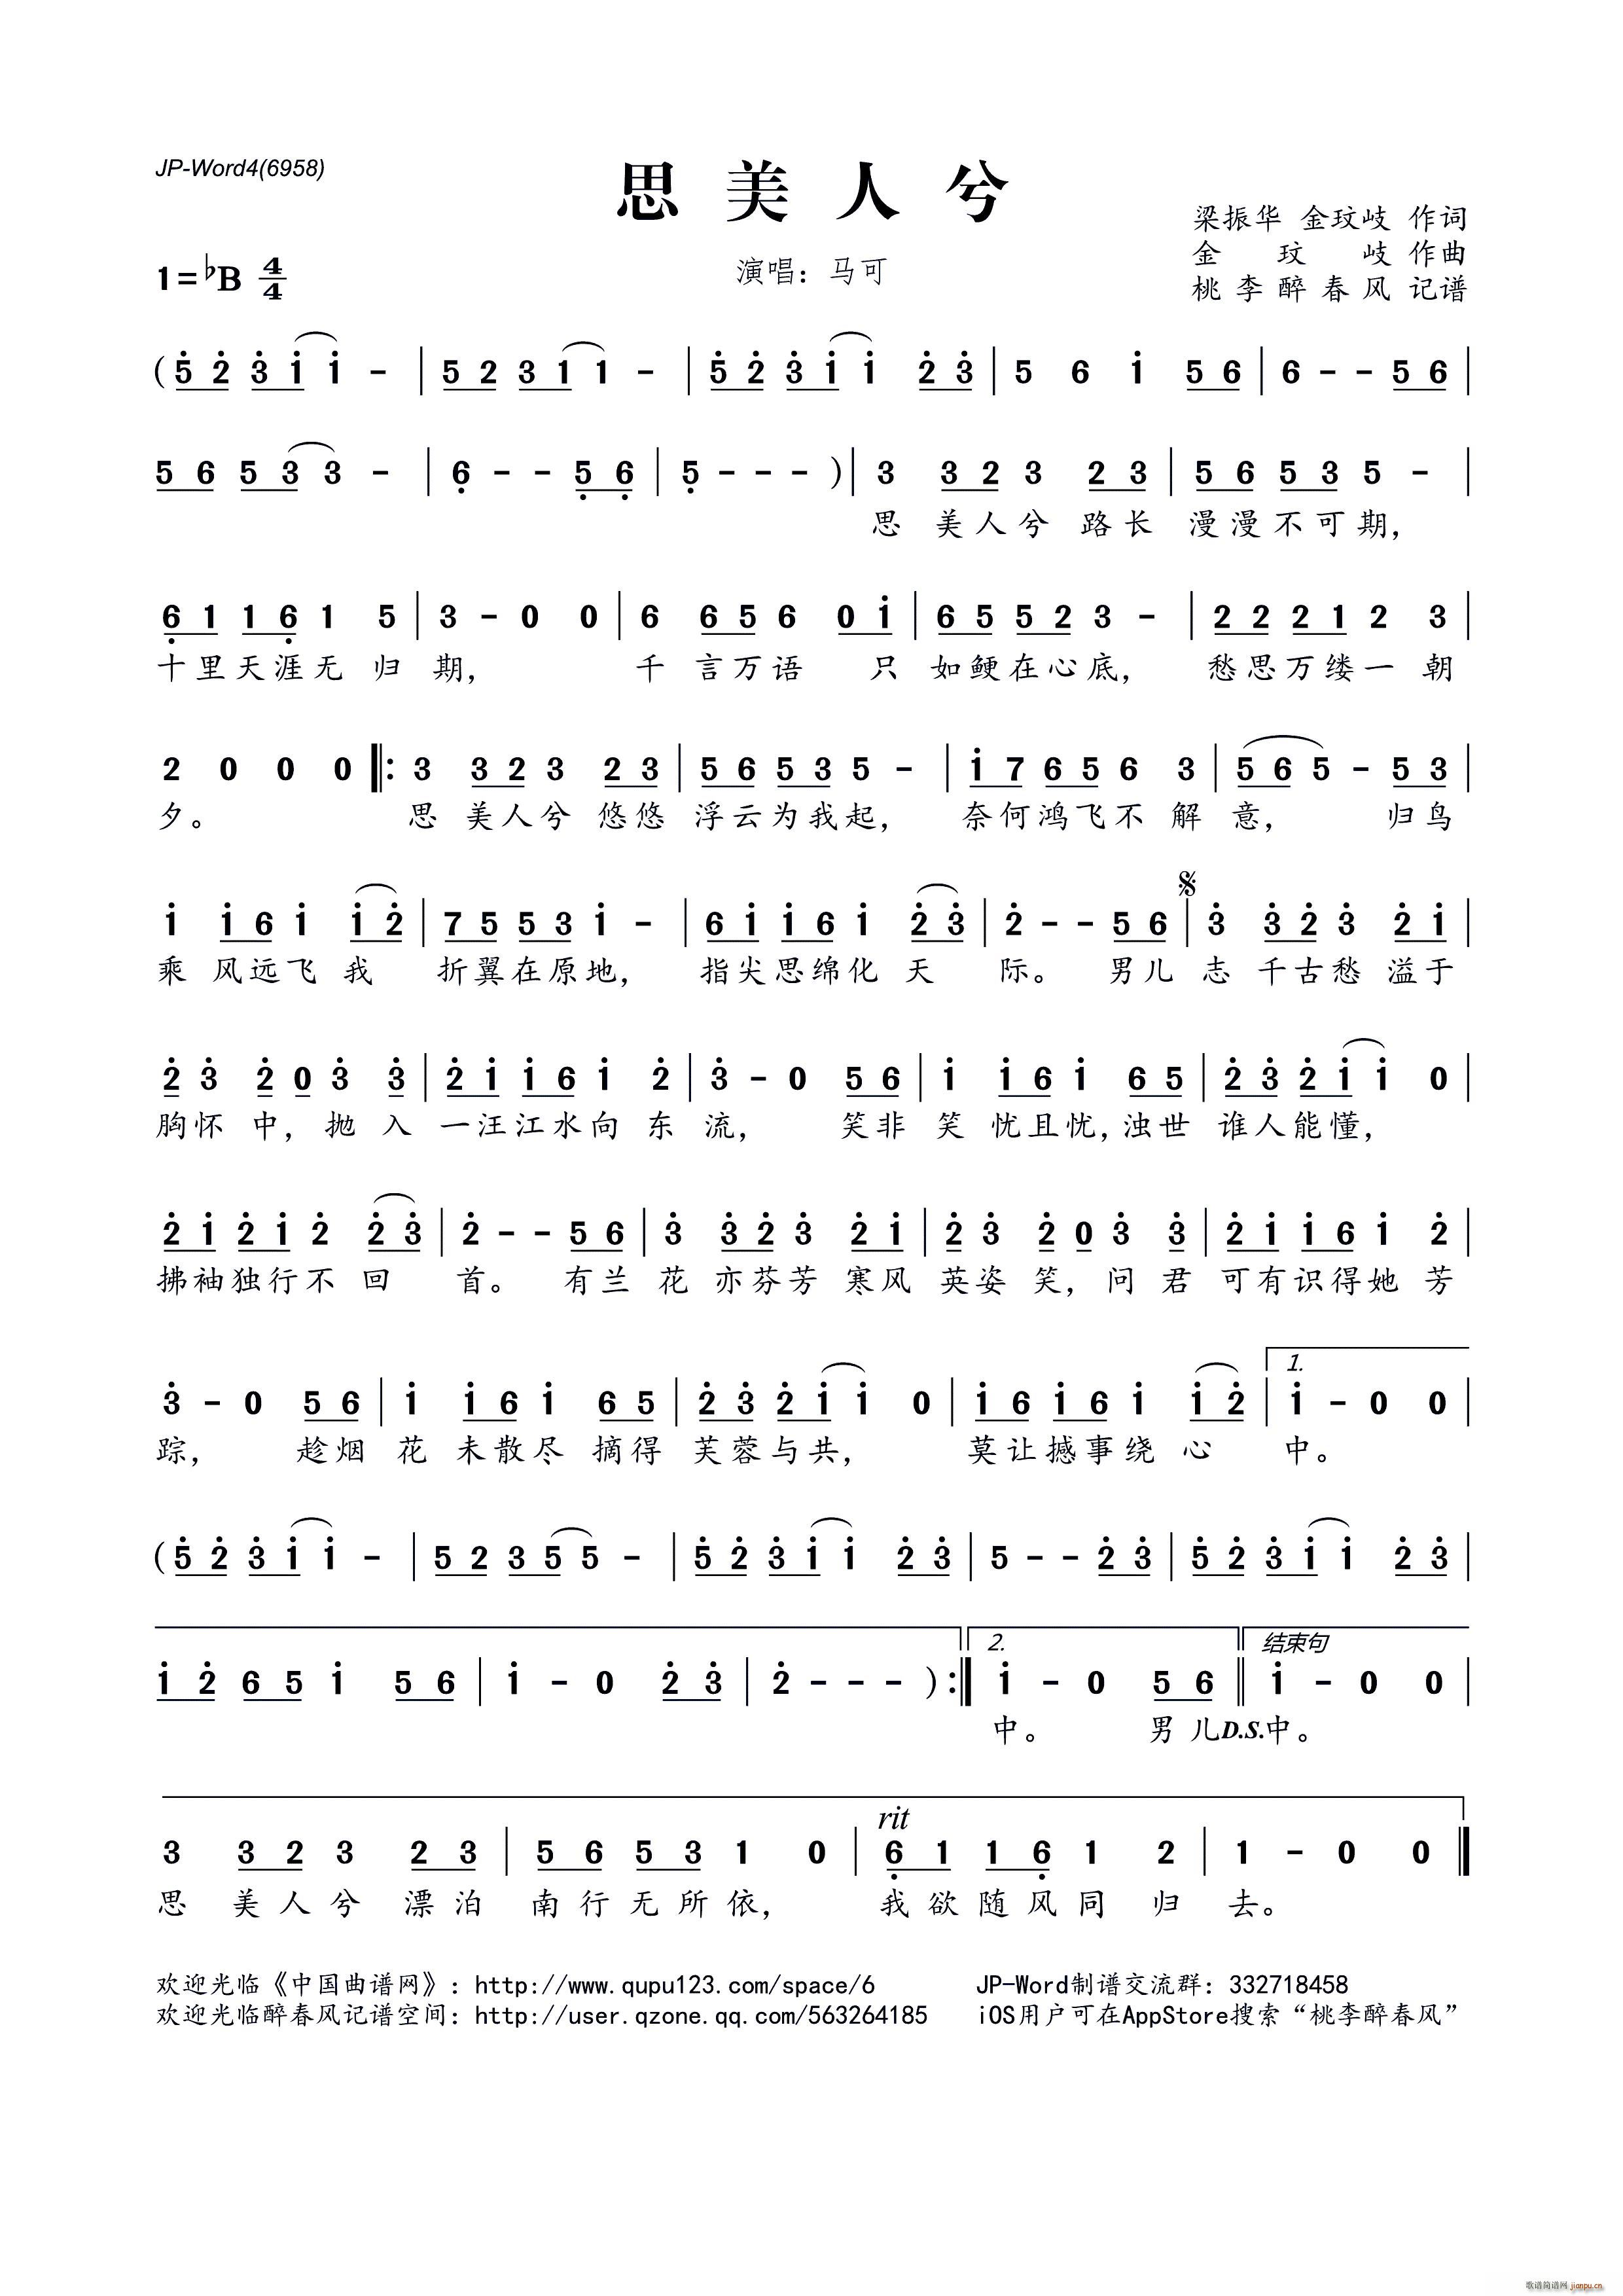 JP-Word4(6958)
思美人兮
梁振华 金玟岐 作词
1=♭B 4/4
演唱：马可
金玟岐 作曲
桃李醉春风 记谱
( 5 2 3 1 1 - | 5 2 3 1 1 - | 5 2 3 1 1 2 3 | 5 6 1 5 6 | 6 - - 5 6 |
5 6 5 3 3 - | 6 - - 5 6 | 5 - - - ) | 3 3 2 3 2 3 | 5 6 5 3 5 - |
思 美人兮 路长 漫漫不可期，
6 1 1 6 1 5 | 3 - 0 0 | 6 6 5 6 0 1 | 6 5 5 2 3 - | 2 2 2 1 2 3 |
十里天涯无 归 期， 千 言万语 只 如鲠在心底， 愁思万缕一 朝
2 0 0 0 |: 3 3 2 3 2 3 | 5 6 5 3 5 - | 1 7 6 5 6 3 | 5 6 5 - 5 3 |
夕。 思 美人兮 悠悠 浮云为我起， 奈何鸿飞不 解 意， 归鸟
1 1 6 1 1 2 | 7 5 5 3 1 - | 6 1 1 6 1 2 3 | 2 - - 5 6 | 3 3 2 3 2 1 |
乘 风远飞 我 折翼在原地， 指尖思绵化 天 际。 男儿 志 千古愁 溢于
2 3 2 0 3 3 | 2 1 1 6 1 2 | 3 - 0 5 6 | 1 1 6 1 6 5 | 2 3 2 1 1 0 |
胸怀 中， 抛 入 一汪江水向 东 流， 笑非 笑 忧且忧，浊世 谁人能懂，
2 1 2 1 2 2 3 | 2 - - 5 6 | 3 3 2 3 2 1 | 2 3 2 0 3 3 | 2 1 1 6 1 2 |
拂袖独行不 回 首。 有兰 花 亦芬芳 寒风 英姿 笑， 问 君 可有识得她 芳
1.
3 - 0 5 6 | 1 1 6 1 6 5 | 2 3 2 1 1 0 | 1 6 1 6 1 1 2 | 1 - 0 0 |
踪， 趁烟 花 未散尽 摘得 芙蓉与共， 莫让撼事绕 心 中。
( 5 2 3 1 1 - | 5 2 3 5 5 - | 5 2 3 1 1 2 3 | 5 - - 2 3 | 5 2 3 1 1 2 3 |
2. 结束句
1 2 6 5 1 5 6 | 1 - 0 2 3 | 2 - - - ) :| 1 - 0 5 6 || 1 - 0 0 |
中。 男儿D.S.中。
rit
3 3 2 3 2 3 | 5 6 5 3 1 0 | 6 1 1 6 1 2 | 1 - 0 0 |
思 美人兮 漂泊 南行无所依， 我欲随风同 归 去。
欢迎光临《中国曲谱网》：http://www.qupu123.com/space/6 JP-Word制谱交流群：332718458
欢迎光临醉春风记谱空间：http://user.qzone.qq.com/563264185 iOS用户可在AppStore搜索“桃李醉春风”
歌谱简谱网 jianpu.cn